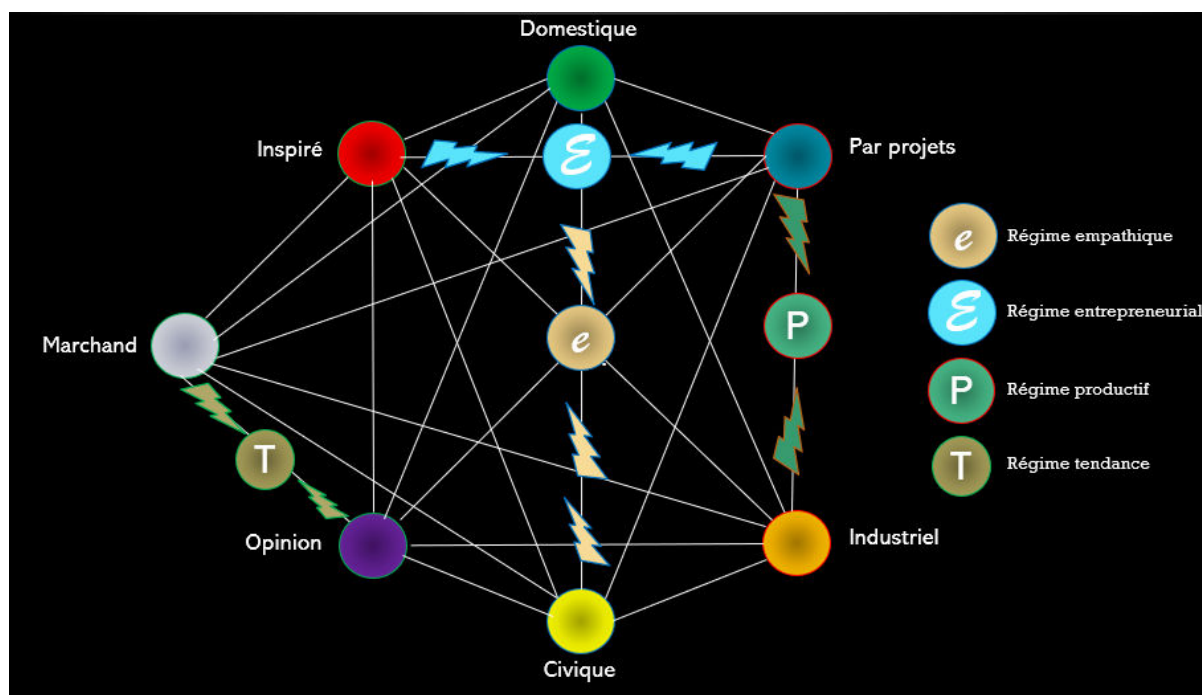 Domestique
Inspiré
Par projets
ℰ
e
Régime empathique
ℰ
Régime entrepreneurial
e
P
Marchand
P
Régime productif
T
T
Régime tendance
Opinion
Industriel
Civique